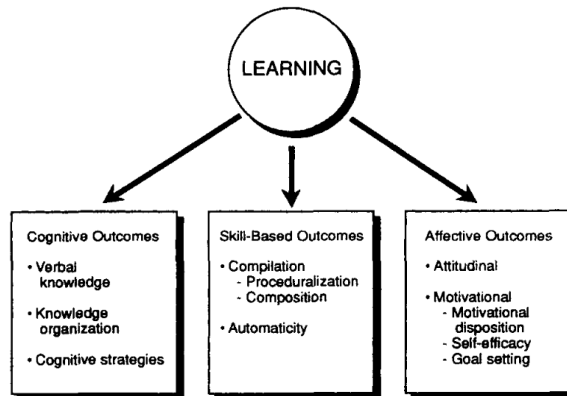 LEARNING
Cognitive Outcomes
• Verbal
knowledge
• Knowledge
organization
• Cognitive strategies
Skill-Based Outcomes
• Compilation
- Proceduralization
- Composition
• Automaticity
Affective Outcomes
• Attitudinal
• Motivational
- Motivational
disposition
- Self-efficacy
- Goal setting